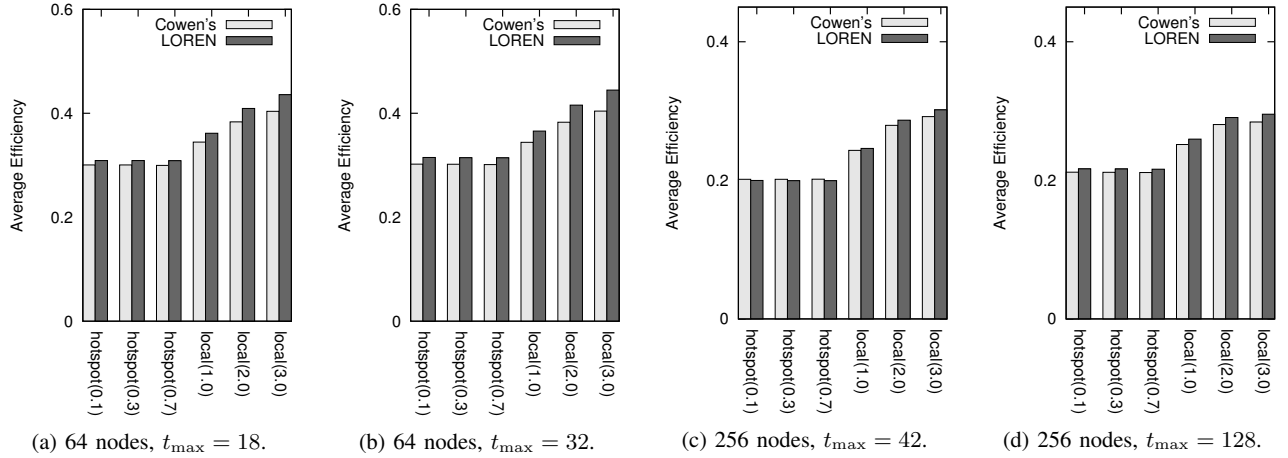 0.6
0.4
0.2
0
Average Efficiency
Cowen's
LOREN
hotspot(0.1)
hotspot(0.3)
hotspot(0.7)
local(1.0)
local(2.0)
local(3.0)
(a) 64 nodes, t_max = 18.
0.6
0.4
0.2
0
Average Efficiency
Cowen's
LOREN
hotspot(0.1)
hotspot(0.3)
hotspot(0.7)
local(1.0)
local(2.0)
local(3.0)
(b) 64 nodes, t_max = 32.
0.4
0.2
0
Average Efficiency
Cowen's
LOREN
hotspot(0.1)
hotspot(0.3)
hotspot(0.7)
local(1.0)
local(2.0)
local(3.0)
(c) 256 nodes, t_max = 42.
0.4
0.2
0
Average Efficiency
Cowen's
LOREN
hotspot(0.1)
hotspot(0.3)
hotspot(0.7)
local(1.0)
local(2.0)
local(3.0)
(d) 256 nodes, t_max = 128.